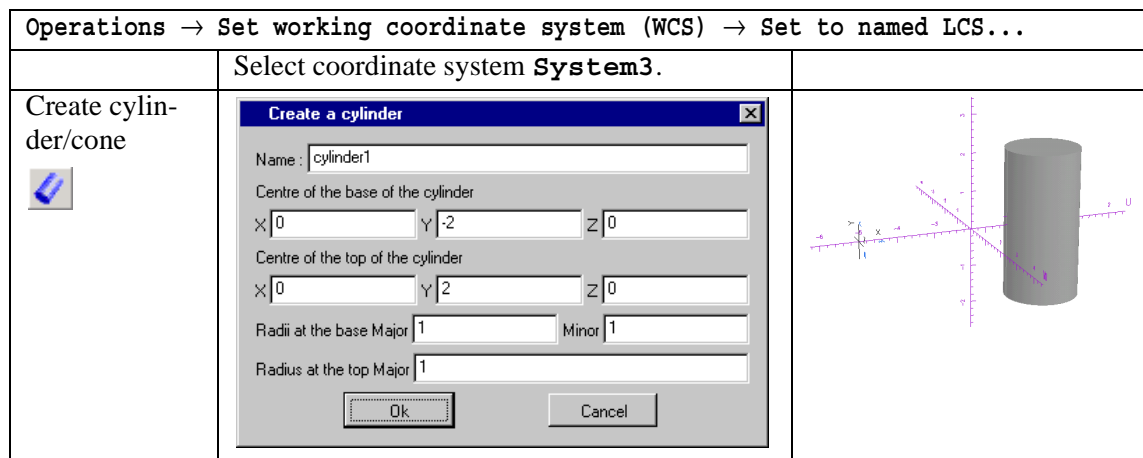 Operations → Set working coordinate system (WCS) → Set to named LCS...
Select coordinate system System3.
Create cylin-
der/cone
Create a cylinder
Name : cylinder1
Centre of the base of the cylinder
X 0 Y -2 Z 0
Centre of the top of the cylinder
X 0 Y 2 Z 0
Radii at the base Major 1 Minor 1
Radius at the top Major 1
Ok Cancel
U
X
Y